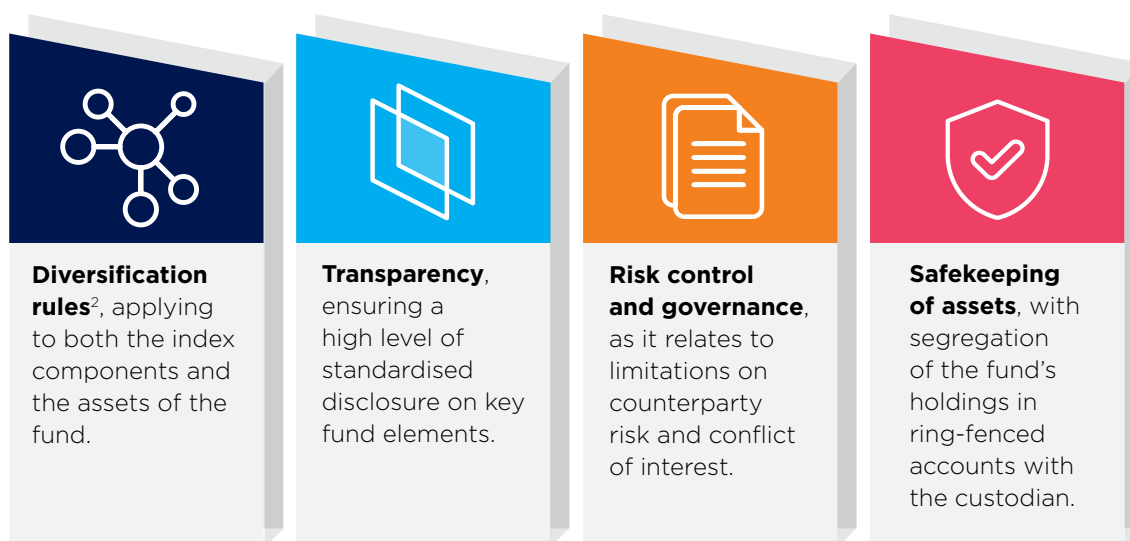 Diversification
rules², applying
to both the index
components and
the assets of the
fund.
Transparency,
ensuring a
high level of
standardised
disclosure on key
fund elements.
Risk control
and governance,
as it relates to
limitations on
counterparty
risk and conflict
of interest.
Safekeeping
of assets, with
segregation
of the fund’s
holdings in
ring-fenced
accounts with
the custodian.